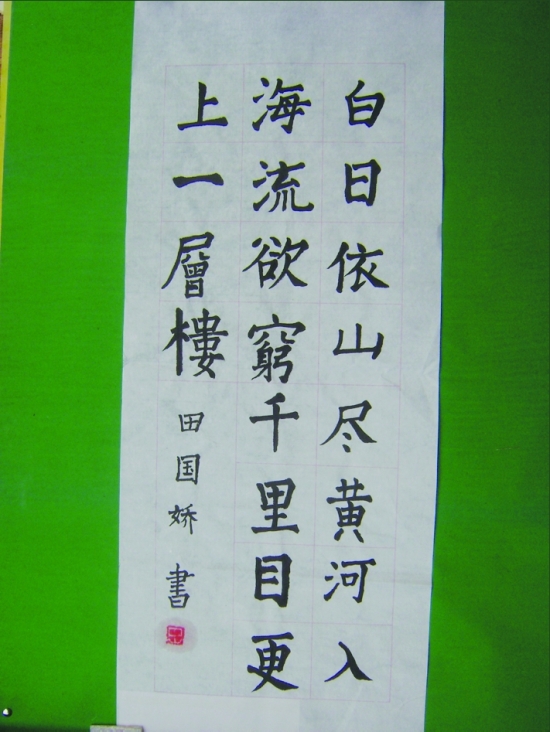 白日依山尽黄河入
海流欲窮千里目更
上一層樓
田国娇 書